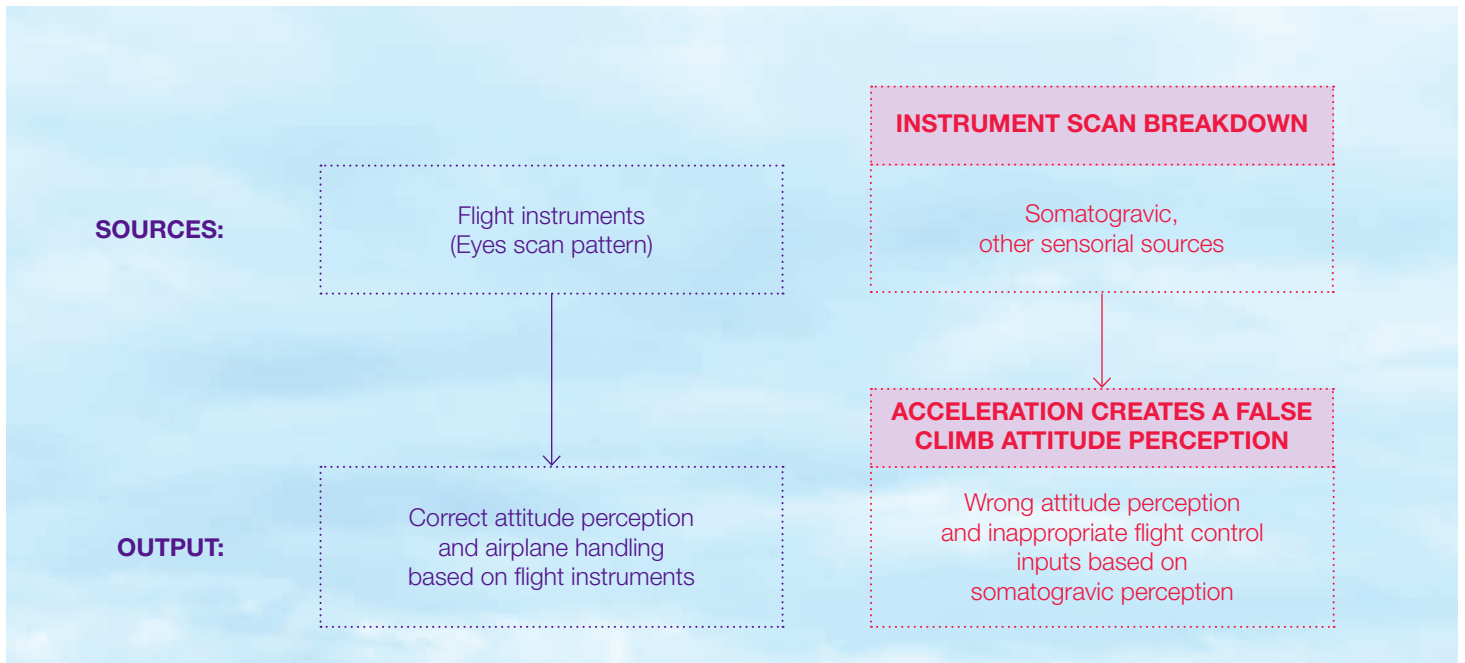 INSTRUMENT SCAN BREAKDOWN
SOURCES:
Flight instruments
(Eyes scan pattern)
Somatogravic,
other sensorial sources
ACCELERATION CREATES A FALSE
CLIMB ATTITUDE PERCEPTION
OUTPUT:
Correct attitude perception
and airplane handling
based on flight instruments
Wrong attitude perception
and inappropriate flight control
inputs based on
somatogravic perception